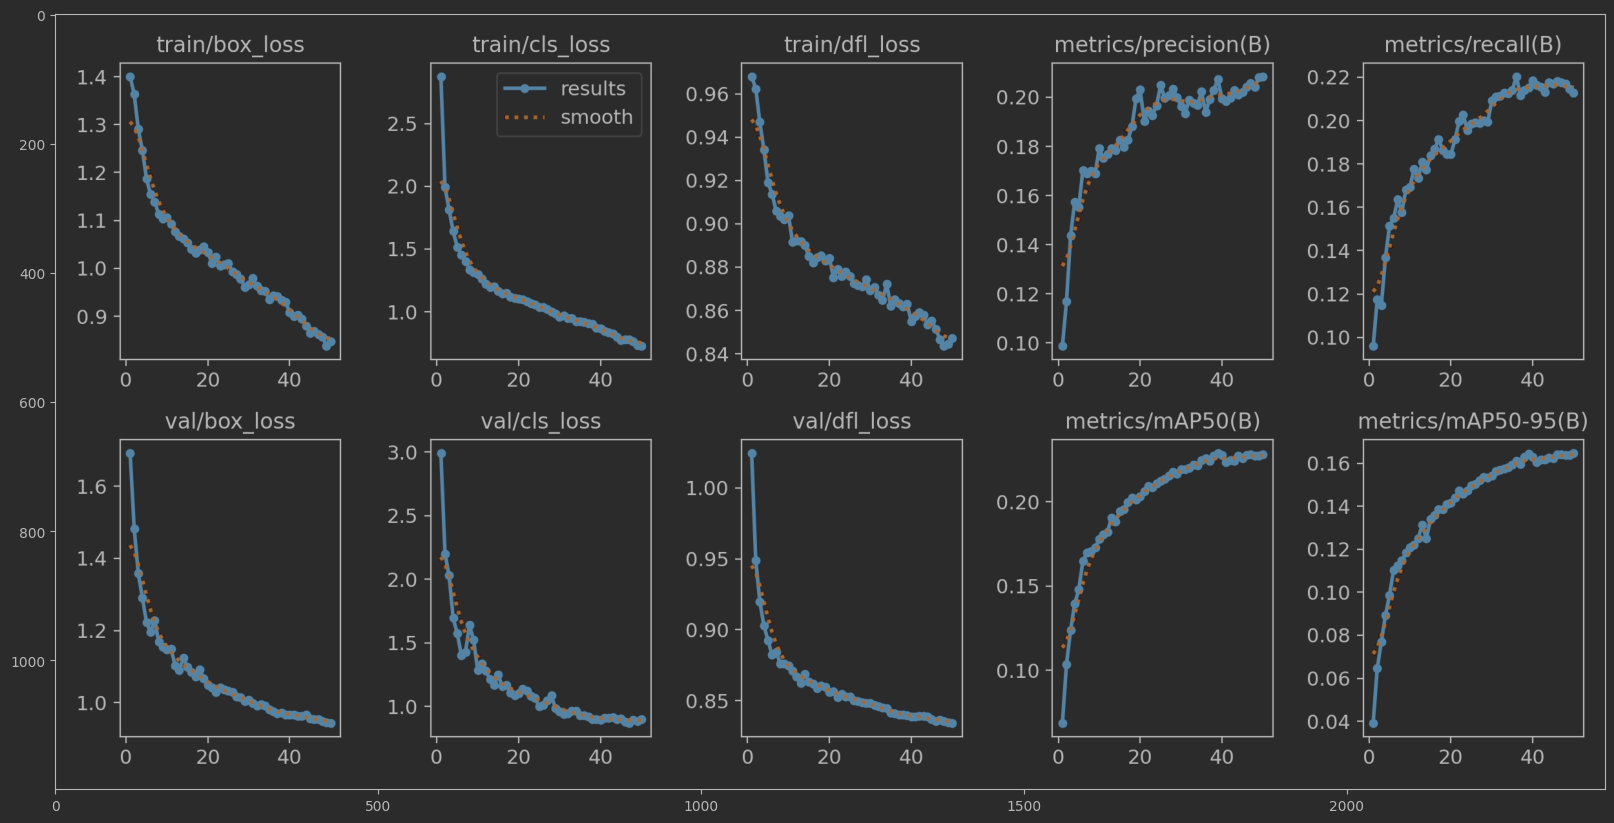 train/box_loss
train/cls_loss
train/dfl_loss
metrics/precision(B)
metrics/recall(B)
results
smooth
1.4
1.3
1.2
1.1
1.0
0.9
0 20 40
2.5
2.0
1.5
1.0
0 20 40
0.96
0.94
0.92
0.90
0.88
0.86
0.84
0 20 40
0.20
0.18
0.16
0.14
0.12
0.10
0 20 40
0.22
0.20
0.18
0.16
0.14
0.12
0.10
0 20 40
val/box_loss
val/cls_loss
val/dfl_loss
metrics/mAP50(B)
metrics/mAP50-95(B)
1.6
1.4
1.2
1.0
0 20 40
3.0
2.5
2.0
1.5
1.0
0 20 40
1.00
0.95
0.90
0.85
0 20 40
0.20
0.15
0.10
0 20 40
0.16
0.14
0.12
0.10
0.08
0.06
0.04
0 20 40
0
200
400
600
800
1000
0 500 1000 1500 2000